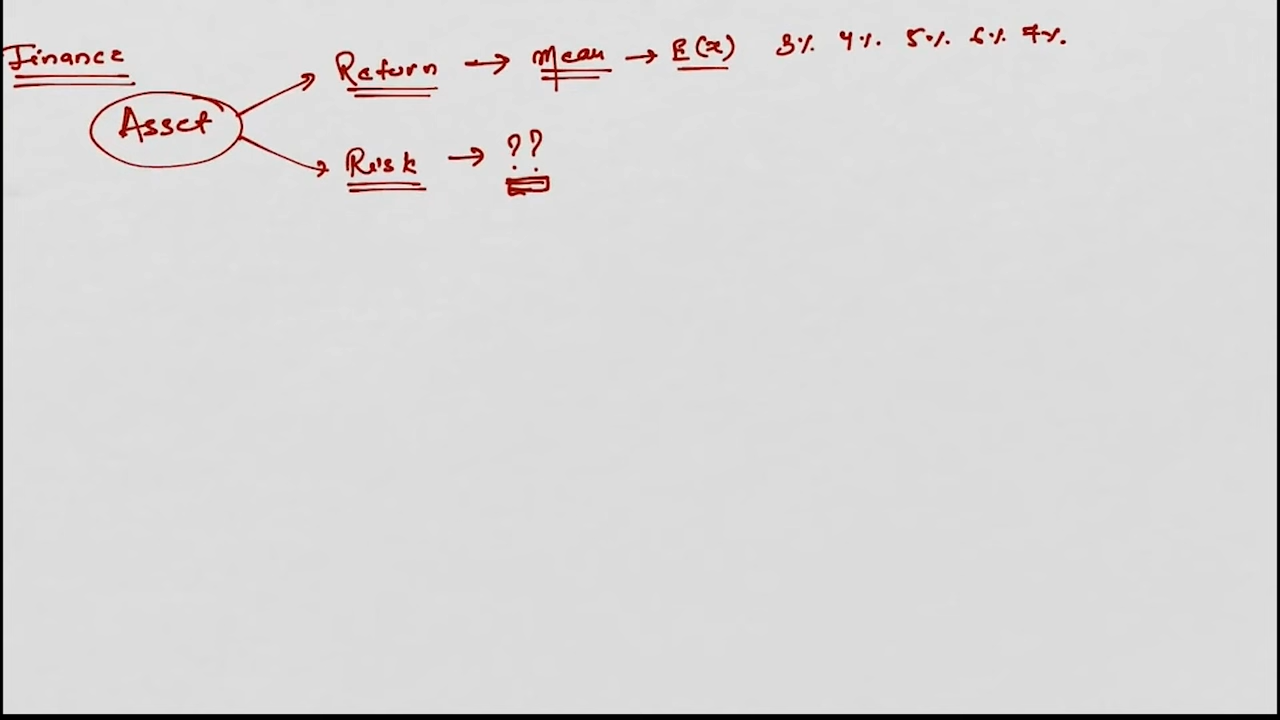 Finance
Asset
Return → Mean → E(x) 3% 4% 5% 6% 7%
Risk → ??